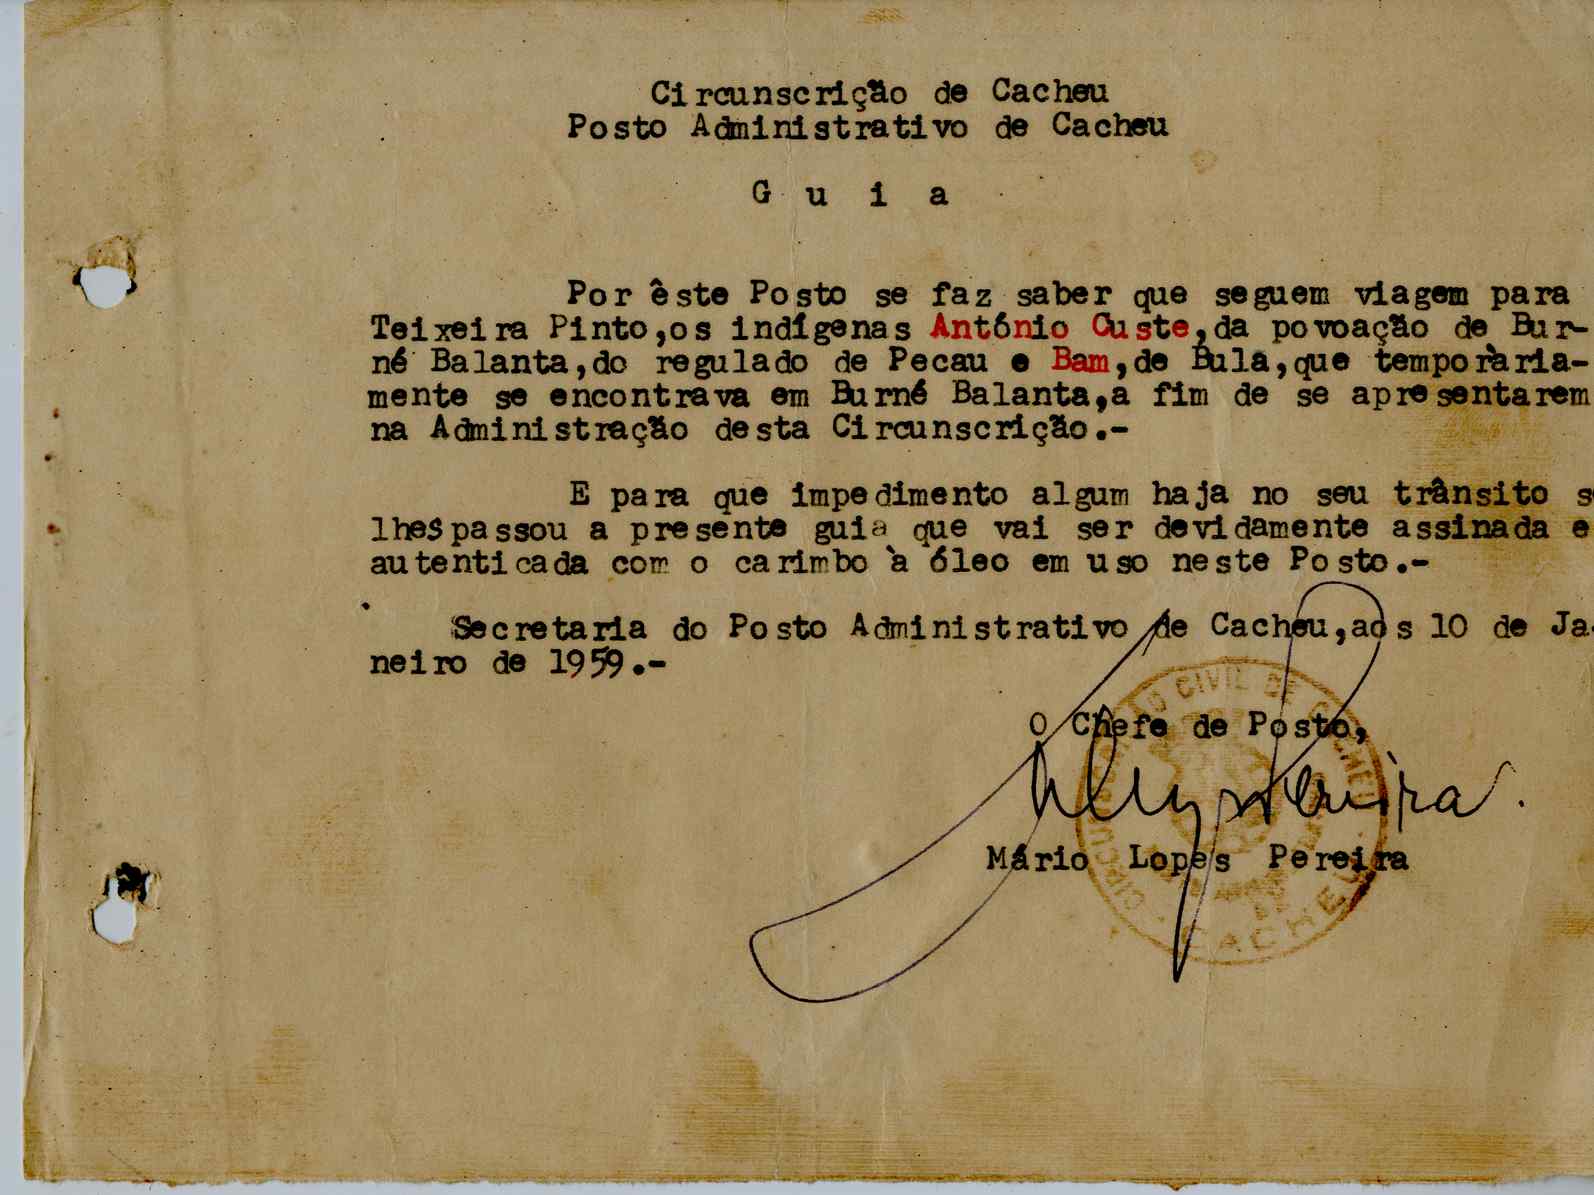 Circunscrição de Cacheu
Posto Administrativo de Cacheu
G u i a
Por êste Posto se faz saber que seguem viagem para
Teixeira Pinto,os indígenas António Custe,da povoação de Bur-
né Balanta,do regulado de Pecau e Bam,de Bula,que temporària-
mente se encontrava em Burné Balanta,a fim de se apresentarem
na Administração desta Circunscrição.-
E para que impedimento algum haja no seu trânsito s
lhes passou a presente guia que vai ser devidamente assinada e
autenticada com o carimbo à óleo em uso neste Posto.-
Secretaria do Posto Administrativo de Cacheu,aos 10 de Ja-
neiro de 1959.-
O Chefe de Posto,
Mário Lopes Pereira
CIVIL DE
CACHEU